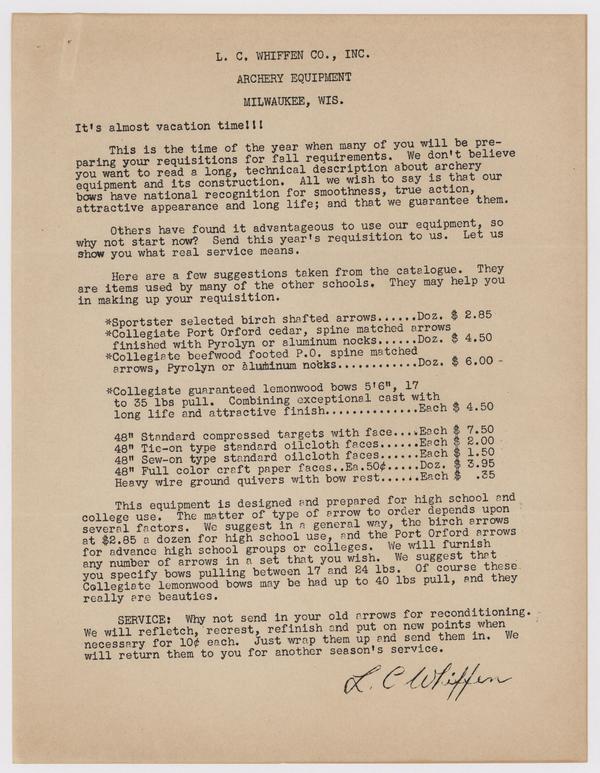 L. C. WHIFFEN CO., INC.
ARCHERY EQUIPMENT
MILWAUKEE, WIS.
It's almost vacation time!!!
This is the time of the year when many of you will be pre-
paring your requisitions for fall requirements. We don't believe
you want to read a long, technical description about archery
equipment and its construction. All we wish to say is that our
bows have national recognition for smoothness, true action,
attractive appearance and long life; and that we guarantee them.
Others have found it advantageous to use our equipment, so
why not start now? Send this year's requisition to us. Let us
show you what real service means.
Here are a few suggestions taken from the catalogue. They
are items used by many of the other schools. They may help you
in making up your requisition.
*Sportster selected birch shafted arrows......Doz. $ 2.85
*Collegiate Port Orford cedar, spine matched arrows
finished with Pyrolyn or aluminum nocks......Doz. $ 4.50
*Collegiate beefwood footed P.O. spine matched
arrows, Pyrolyn or aluminum nocks............Doz. $ 6.00
*Collegiate guaranteed lemonwood bows 5'6", 17
to 35 lbs pull. Combining exceptional cast with
long life and attractive finish..............Each $ 4.50
48" Standard compressed targets with face....Each $ 7.50
48" Tie-on type standard oilcloth faces......Each $ 2.00
48" Sew-on type standard oilcloth faces......Each $ 1.50
48" Full color craft paper faces..Ea.50¢.....Doz. $ 3.95
Heavy wire ground quivers with bow rest......Each $ .35
This equipment is designed and prepared for high school and
college use. The matter of type of arrow to order depends upon
several factors. We suggest in a general way, the birch arrows
at $2.85 a dozen for high school use, and the Port Orford arrows
for advance high school groups or colleges. We will furnish
any number of arrows in a set that you wish. We suggest that
you specify bows pulling between 17 and 24 lbs. Of course these
Collegiate lemonwood bows may be had up to 40 lbs pull, and they
really are beauties.
SERVICE: Why not send in your old arrows for reconditioning.
We will refletch, recrest, refinish and put on new points when
necessary for 10¢ each. Just wrap them up and send them in. We
will return them to you for another season's service.
L. C Whiffen